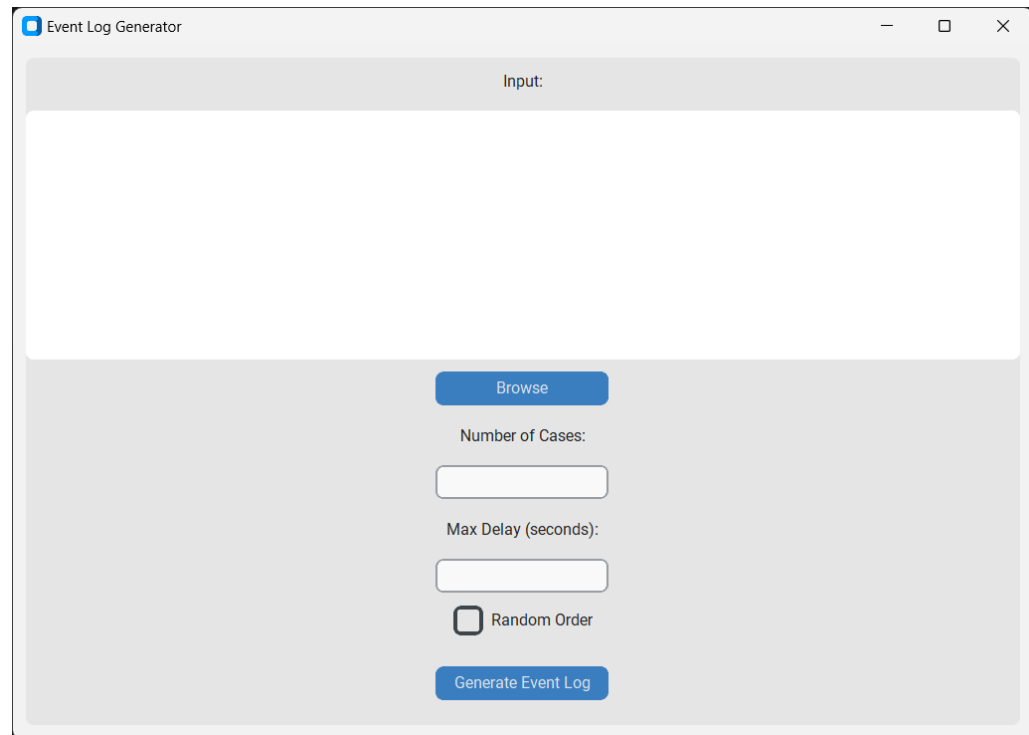 Event Log Generator
Input:
Browse
Number of Cases:
Max Delay (seconds):
Random Order
Generate Event Log